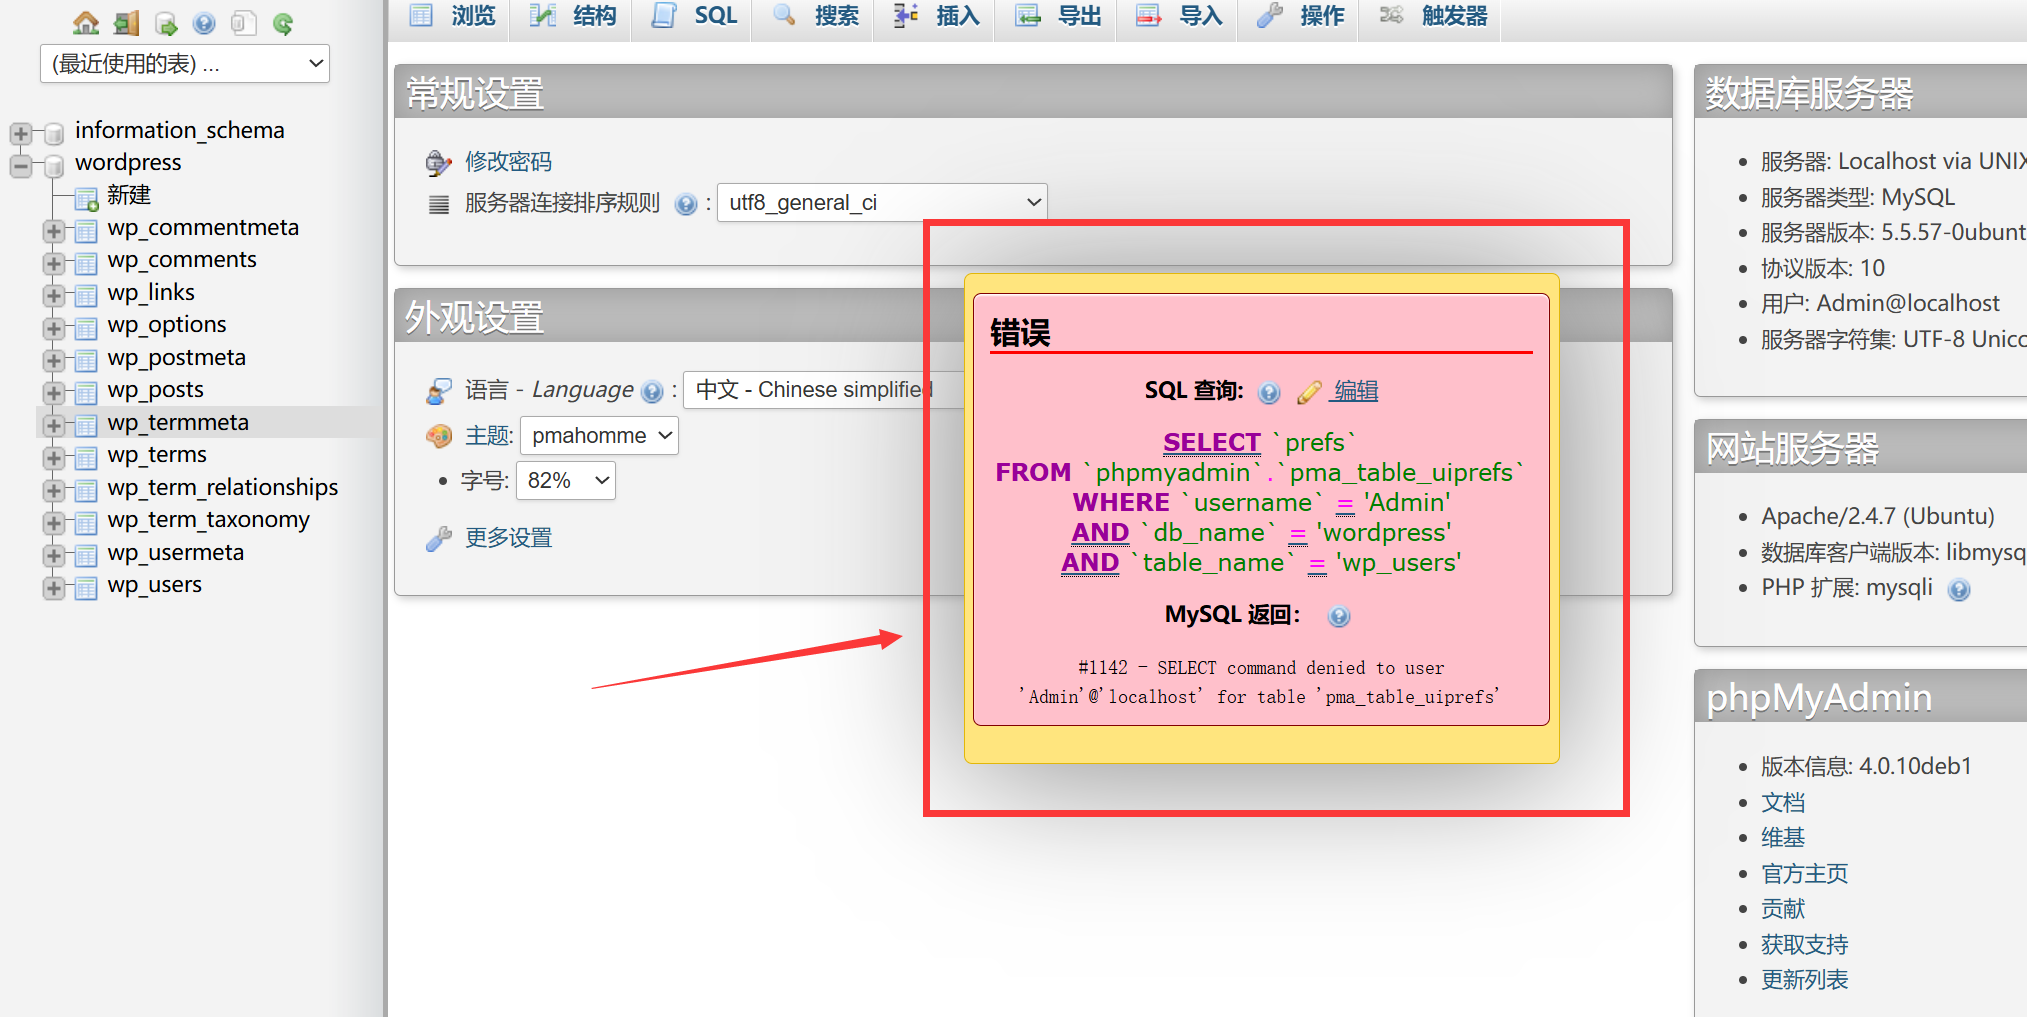 浏览
结构
SQL
搜索
插入
导出
导入
操作
触发器
(最近使用的表) ...
information_schema
wordpress
新建
wp_commentmeta
wp_comments
wp_links
wp_options
wp_postmeta
wp_posts
wp_termmeta
wp_terms
wp_term_relationships
wp_term_taxonomy
wp_usermeta
wp_users
常规设置
修改密码
服务器连接排序规则 : utf8_general_ci
外观设置
语言 - Language : 中文 - Chinese simplified
主题: pmahomme
字号: 82%
更多设置
错误
SQL 查询: 编辑
SELECT `prefs`
FROM `phpmyadmin`.`pma_table_uiprefs`
WHERE `username` = 'Admin'
AND `db_name` = 'wordpress'
AND `table_name` = 'wp_users'
MySQL 返回：
#1142 - SELECT command denied to user
'Admin'@'localhost' for table 'pma_table_uiprefs'
数据库服务器
服务器: Localhost via UNIX
服务器类型: MySQL
服务器版本: 5.5.57-0ubunt
协议版本: 10
用户: Admin@localhost
服务器字符集: UTF-8 Unico
网站服务器
Apache/2.4.7 (Ubuntu)
数据库客户端版本: libmysq
PHP 扩展: mysqli
phpMyAdmin
版本信息: 4.0.10deb1
文档
维基
官方主页
贡献
获取支持
更新列表